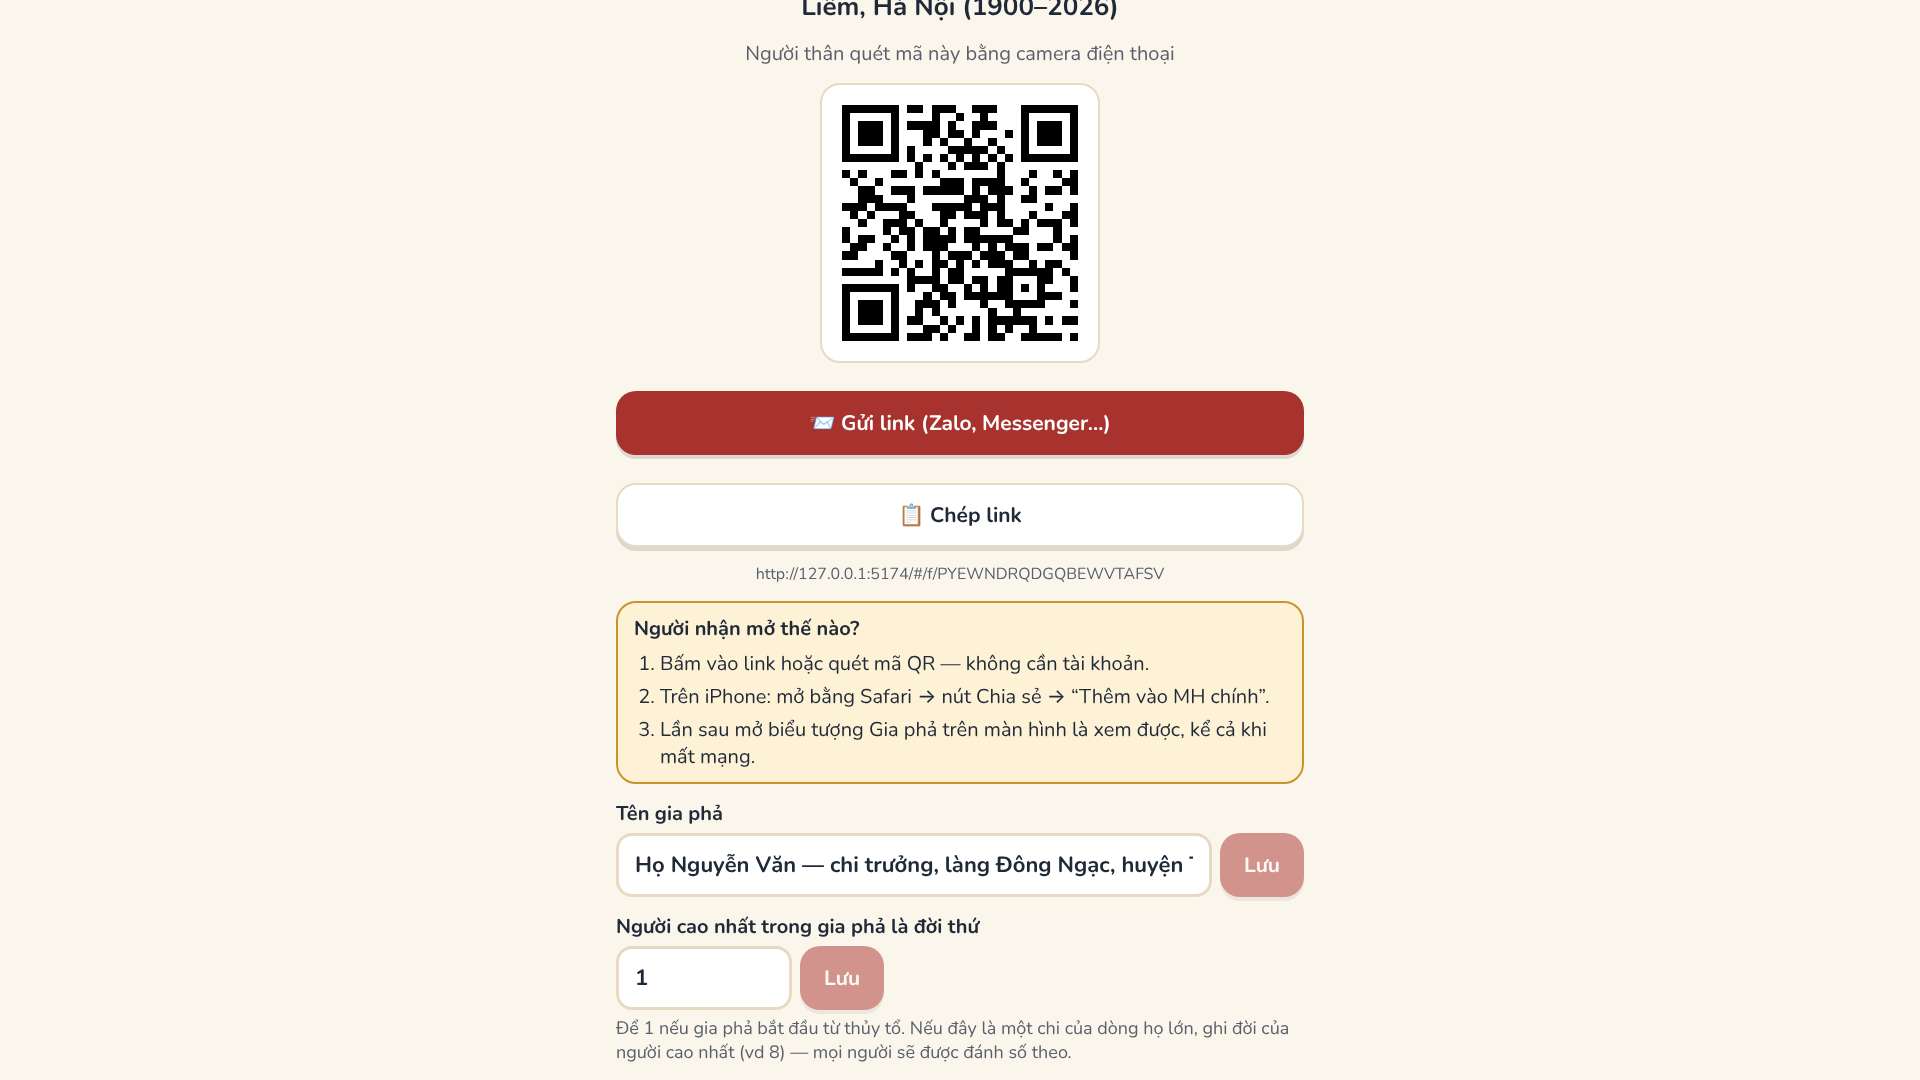 Liêm, Hà Nội (1900–2026)
Người thân quét mã này bằng camera điện thoại
📨 Gửi link (Zalo, Messenger...)
📋 Chép link
http://127.0.0.1:5174/#/f/PYEWNDRQDGQBEWVTAFSV
Người nhận mở thế nào?
1. Bấm vào link hoặc quét mã QR — không cần tài khoản.
2. Trên iPhone: mở bằng Safari → nút Chia sẻ → “Thêm vào MH chính”.
3. Lần sau mở biểu tượng Gia phả trên màn hình là xem được, kể cả khi
mất mạng.
Tên gia phả
Họ Nguyễn Văn — chi trưởng, làng Đông Ngạc, huyện
Lưu
Người cao nhất trong gia phả là đời thứ
1
Lưu
Để 1 nếu gia phả bắt đầu từ thủy tổ. Nếu đây là một chi của dòng họ lớn, ghi đời của
người cao nhất (vd 8) — mọi người sẽ được đánh số theo.